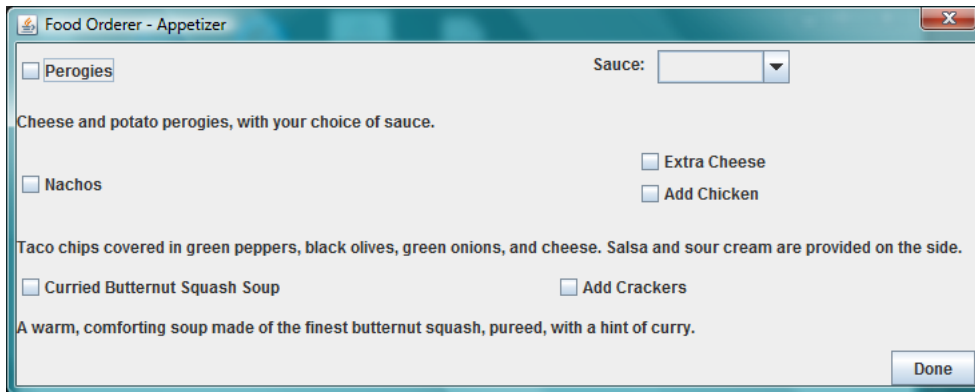 Food Orderer - Appetizer
Perogies
Sauce:
Cheese and potato perogies, with your choice of sauce.
Extra Cheese
Nachos
Add Chicken
Taco chips covered in green peppers, black olives, green onions, and cheese. Salsa and sour cream are provided on the side.
Curried Butternut Squash Soup
Add Crackers
A warm, comforting soup made of the finest butternut squash, pureed, with a hint of curry.
Done